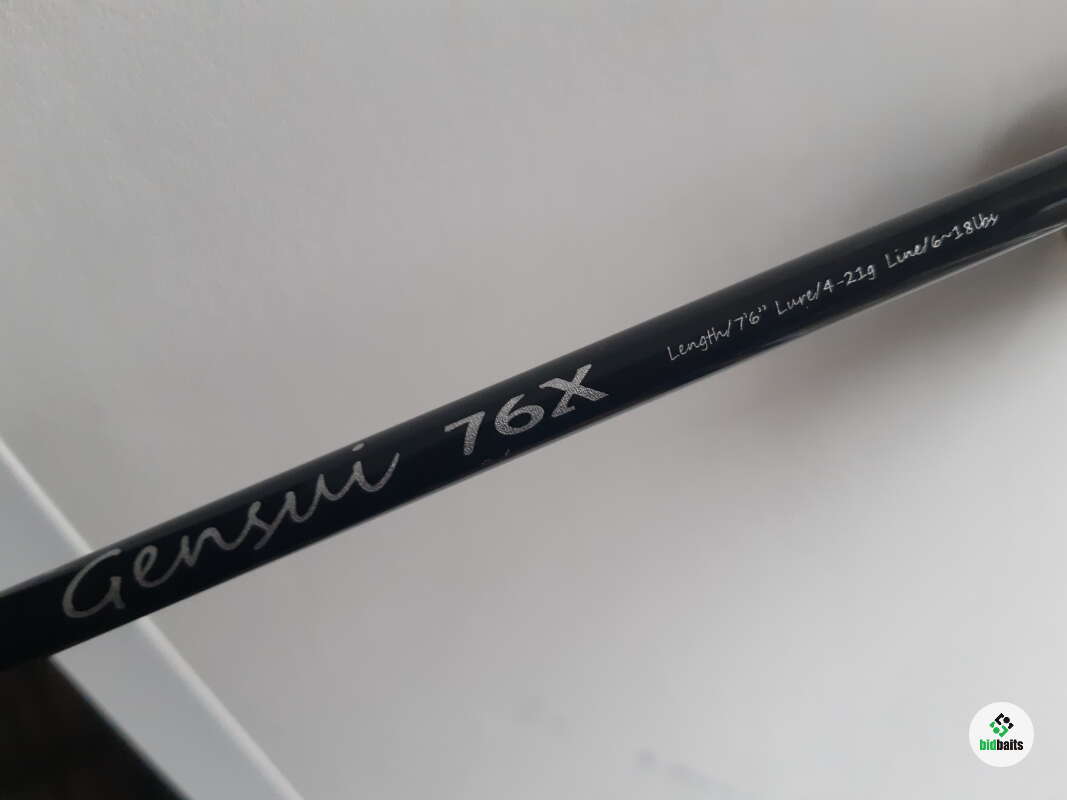 Gensui 76X Length/7'6" Lure/4-21g Line/6~18lbs
bidbaits